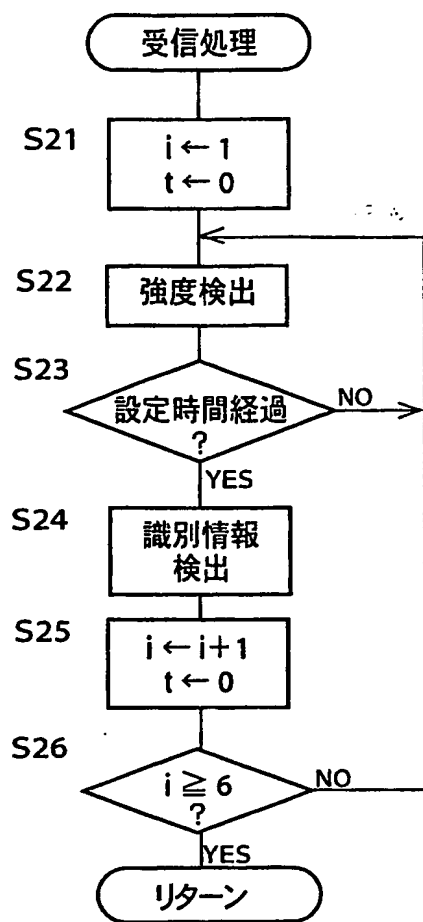 受信処理
S21
i ← 1
t ← 0
S22
強度検出
S23
設定時間経過
?
NO
YES
S24
識別情報
検出
S25
i ← i + 1
t ← 0
S26
i ≧ 6
?
NO
YES
リターン